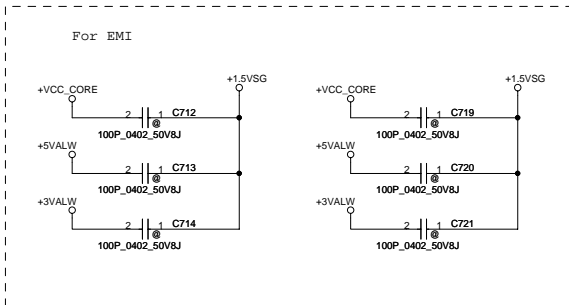 For EMI
+1.5VSG
+VCC_CORE
2 1 C712
@
100P_0402_50V8J
+5VALW
2 1 C713
@
100P_0402_50V8J
+3VALW
2 1 C714
@
100P_0402_50V8J
+1.5VSG
+VCC_CORE
2 1 C719
@
100P_0402_50V8J
+5VALW
2 1 C720
@
100P_0402_50V8J
+3VALW
2 1 C721
@
100P_0402_50V8J